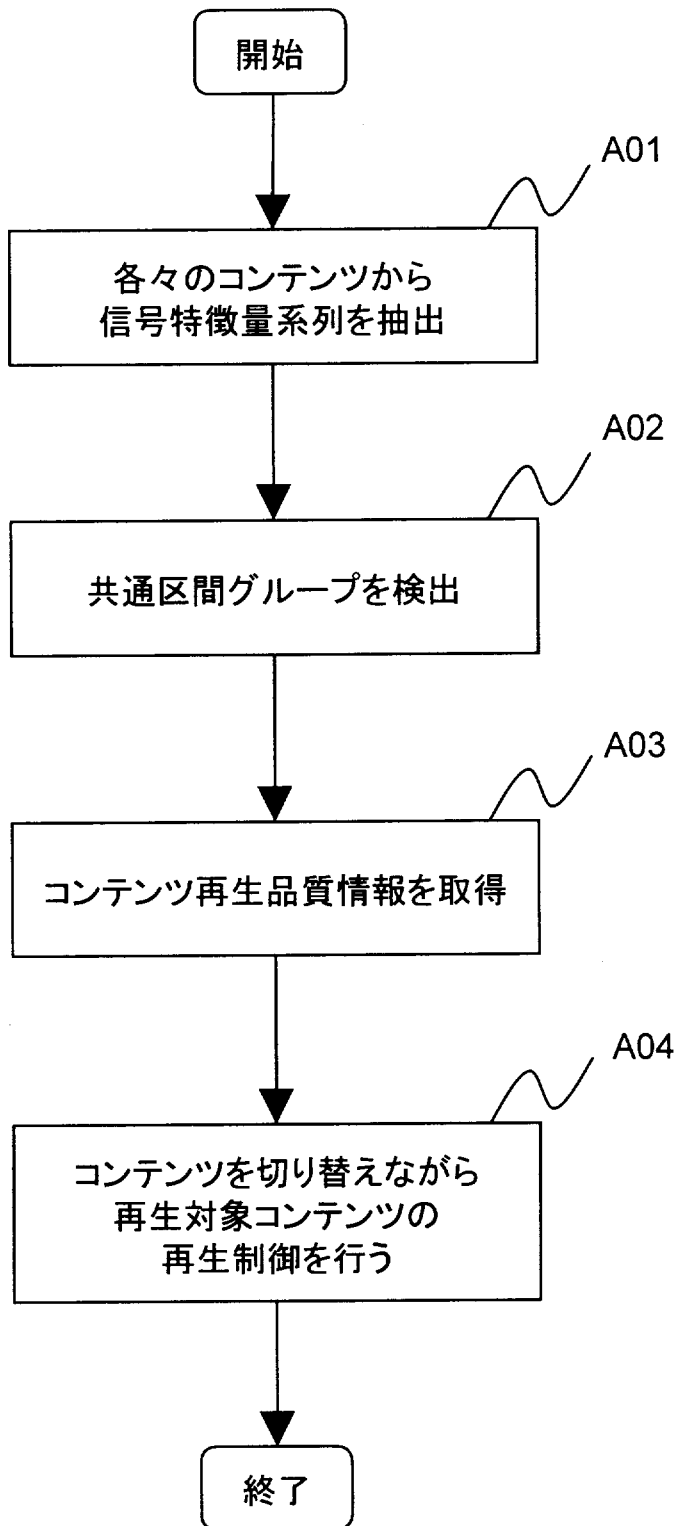 開始
A01
各々のコンテンツから
信号特徴量系列を抽出
A02
共通区間グループを検出
A03
コンテンツ再生品質情報を取得
A04
コンテンツを切り替えながら
再生対象コンテンツの
再生制御を行う
終了